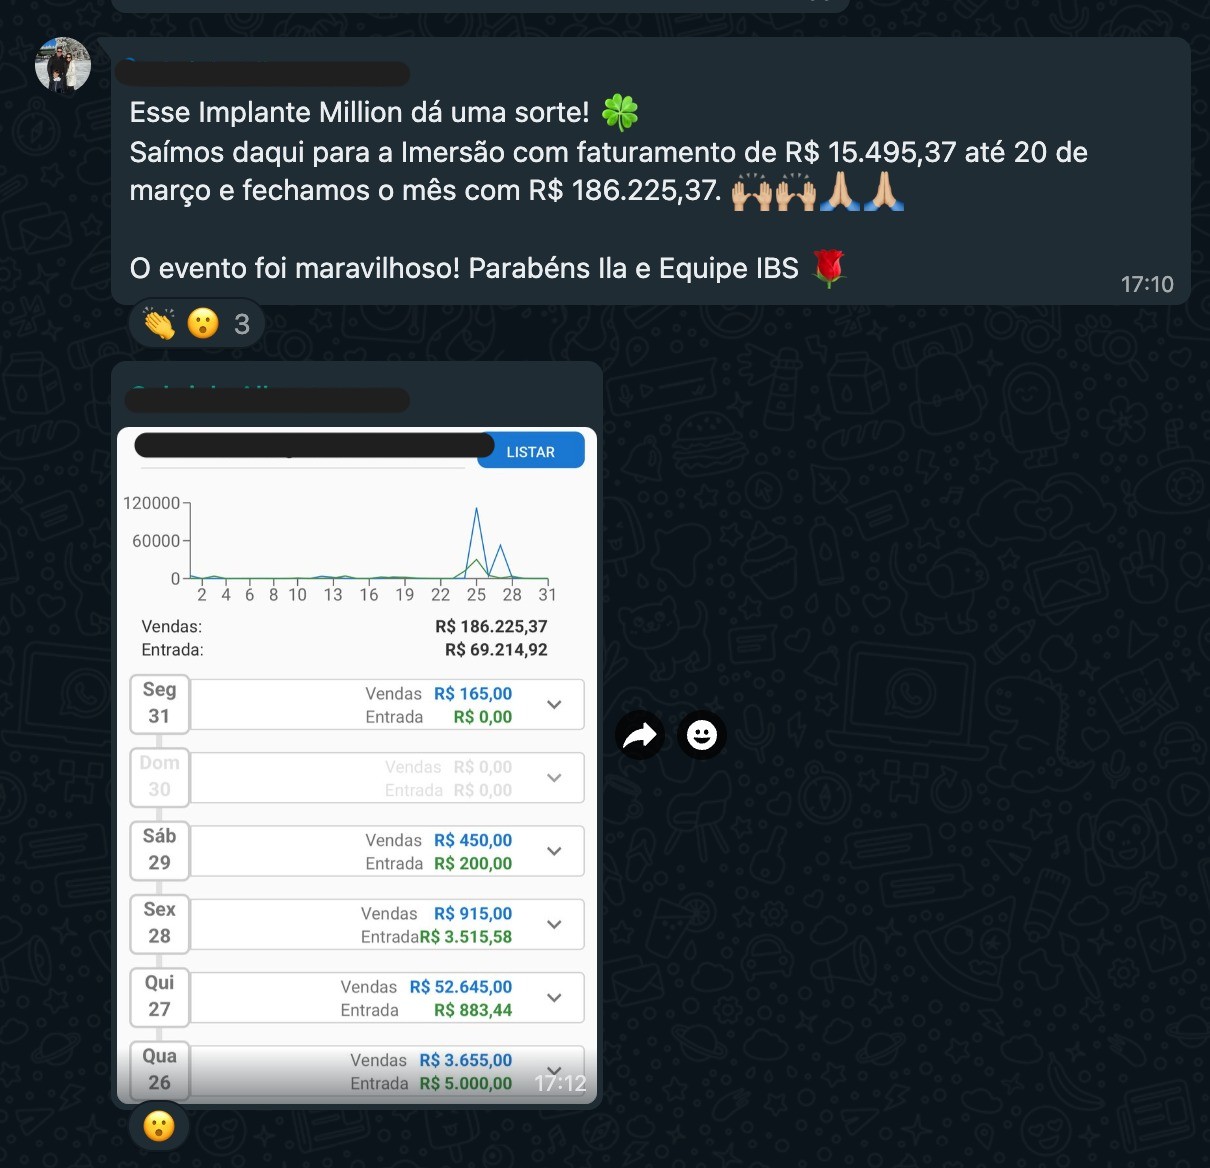 Esse Implante Million dá uma sorte! 🍀
Saímos daqui para a Imersão com faturamento de R$ 15.495,37 até 20 de
março e fechamos o mês com R$ 186.225,37. 🙌🏼🙌🏼🙏🏼🙏🏼
O evento foi maravilhoso! Parabéns Ila e Equipe IBS 🌹
17:10
👏 😮 3
LISTAR
120000
60000
0
2 4 6 8 10 13 16 19 22 25 28 31
Vendas: R$ 186.225,37
Entrada: R$ 69.214,92
Seg
31
Vendas R$ 165,00
Entrada R$ 0,00
Dom
30
Vendas R$ 0,00
Entrada R$ 0,00
Sáb
29
Vendas R$ 450,00
Entrada R$ 200,00
Sex
28
Vendas R$ 915,00
Entrada R$ 3.515,58
Qui
27
Vendas R$ 52.645,00
Entrada R$ 883,44
Qua
26
Vendas R$ 3.655,00
Entrada R$ 5.000,00
17:12
😮